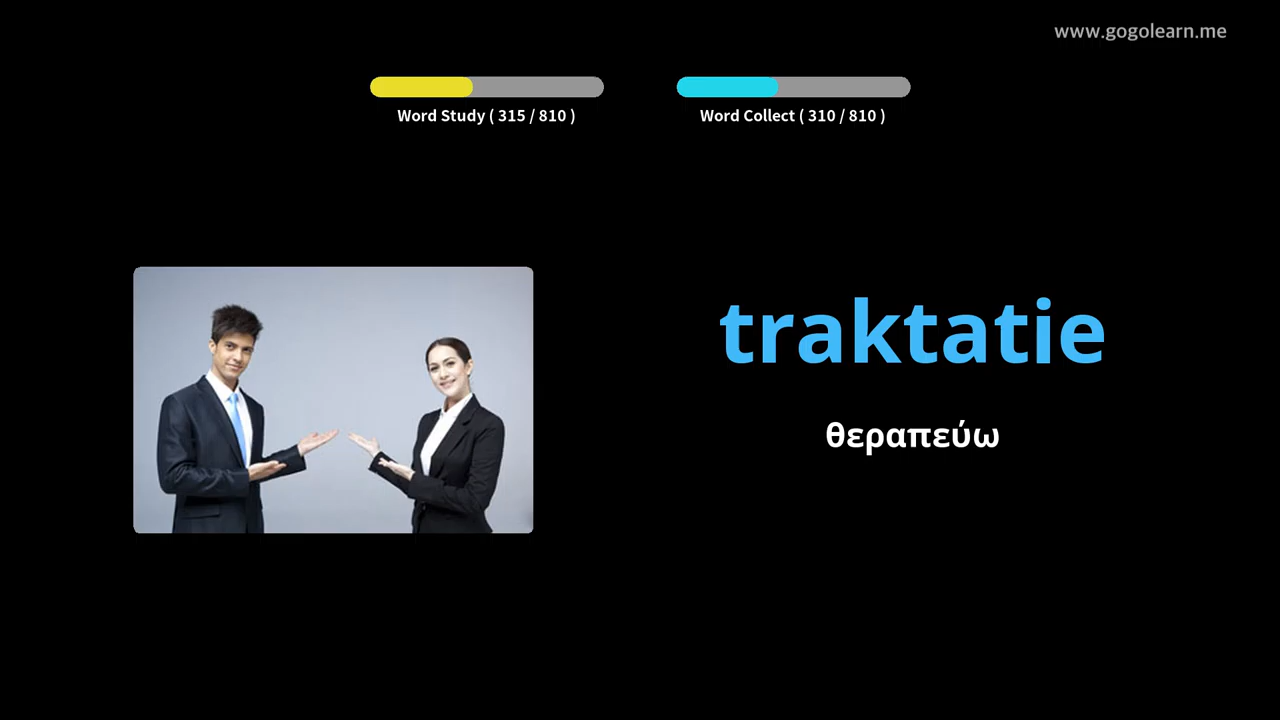 www.gogolearn.me
Word Study ( 315 / 810 )
Word Collect ( 310 / 810 )
traktatie
θεραπεύω